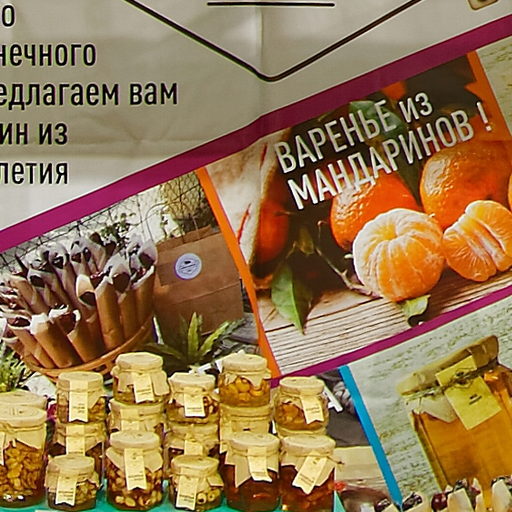 о
нечного
едлагаем вам
ин из
летия
ВАРЕНЬЕ из
МАНДАРИНОВ !